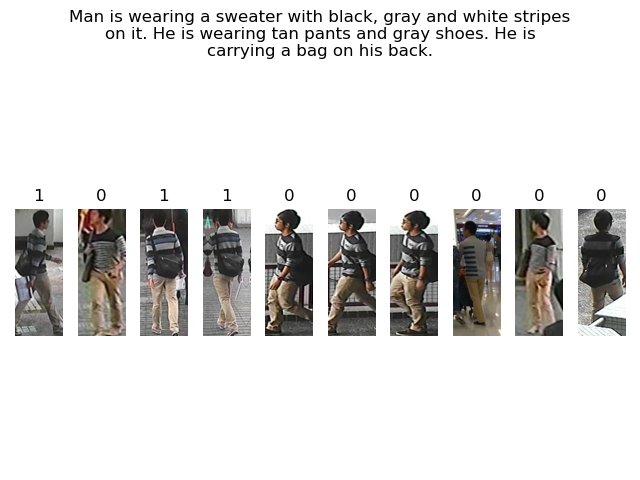 Man is wearing a sweater with black, gray and white stripes
on it. He is wearing tan pants and gray shoes. He is
carrying a bag on his back.
1 0 1 1 0 0 0 0 0 0